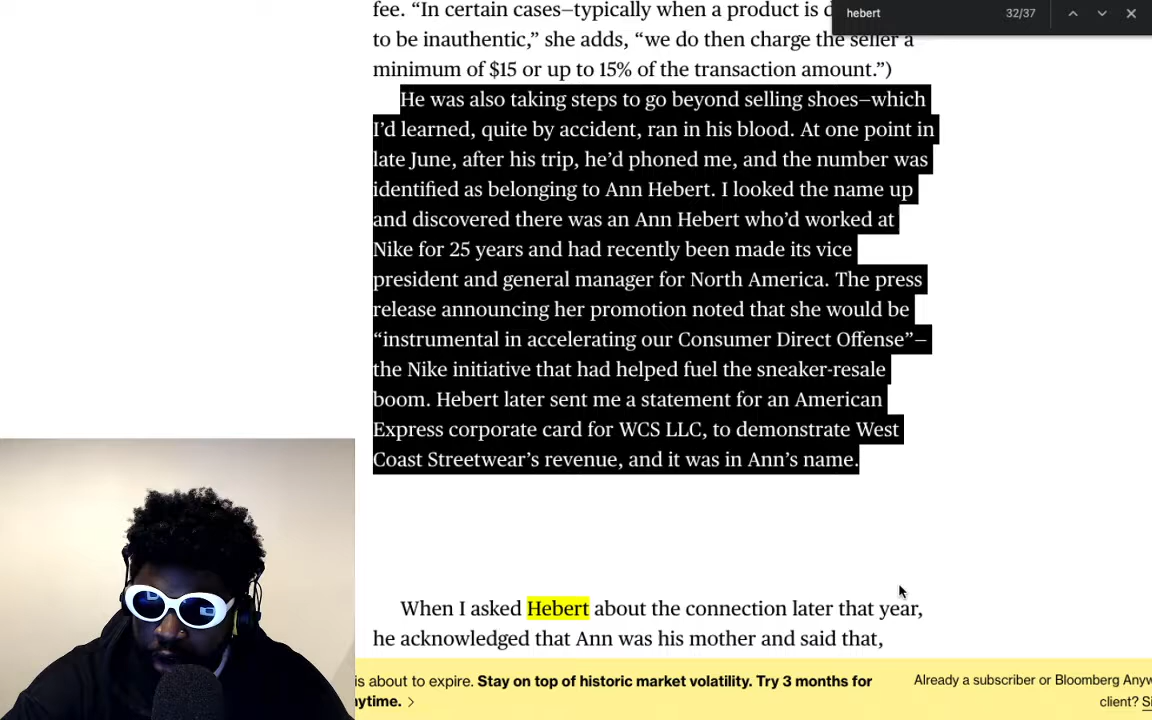 hebert
32/37
fee. “In certain cases—typically when a product is d
to be inauthentic,” she adds, “we do then charge the seller a
minimum of $15 or up to 15% of the transaction amount.”)
He was also taking steps to go beyond selling shoes—which
I’d learned, quite by accident, ran in his blood. At one point in
late June, after his trip, he’d phoned me, and the number was
identified as belonging to Ann Hebert. I looked the name up
and discovered there was an Ann Hebert who’d worked at
Nike for 25 years and had recently been made its vice
president and general manager for North America. The press
release announcing her promotion noted that she would be
“instrumental in accelerating our Consumer Direct Offense”—
the Nike initiative that had helped fuel the sneaker-resale
boom. Hebert later sent me a statement for an American
Express corporate card for WCS LLC, to demonstrate West
Coast Streetwear’s revenue, and it was in Ann’s name.
When I asked Hebert about the connection later that year,
he acknowledged that Ann was his mother and said that,
is about to expire. Stay on top of historic market volatility. Try 3 months for
ytime. >
Already a subscriber or Bloomberg Anyw
client? Si